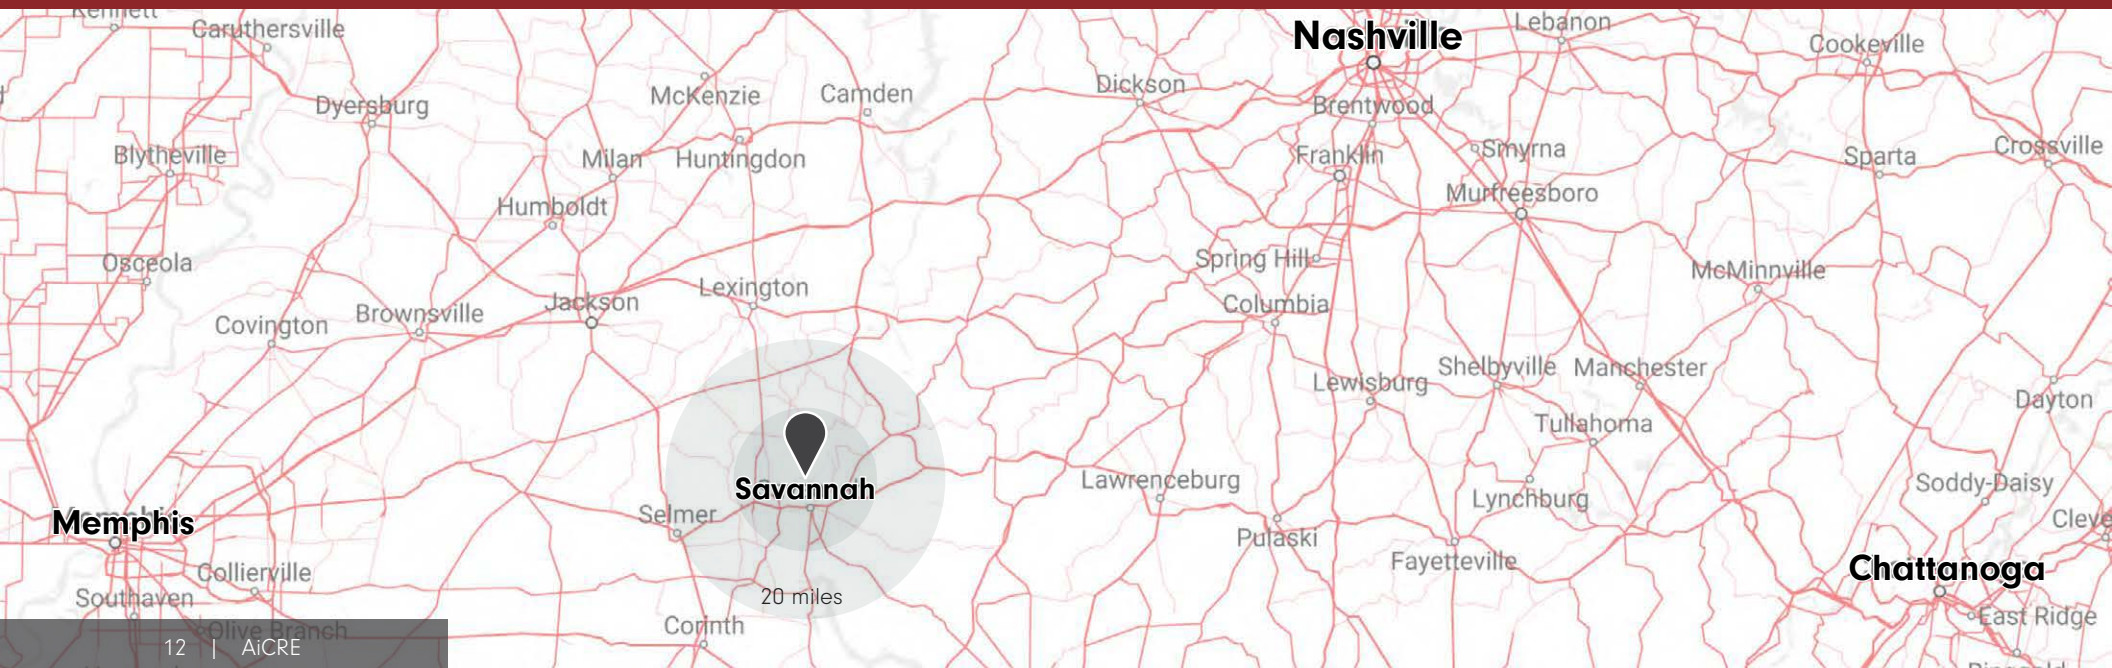 Kennett
Caruthersville
Nashville
Lebanon
Cookeville
Dyersburg
McKenzie
Camden
Dickson
Brentwood
Blytheville
Milan
Huntingdon
Franklin
Smyrna
Sparta
Crossville
Humboldt
Murfreesboro
Osceola
Lexington
Spring Hill
McMinnville
Covington
Brownsville
Jackson
Columbia
Lewisburg
Shelbyville
Manchester
Dayton
Tullahoma
Savannah
Lawrenceburg
Lynchburg
Soddy-Daisy
Memphis
Selmer
Pulaski
Cleve
Fayetteville
Chattanoga
Collierville
Southaven
20 miles
East Ridge
Olive Branch
Corinth
12 | AiCRE